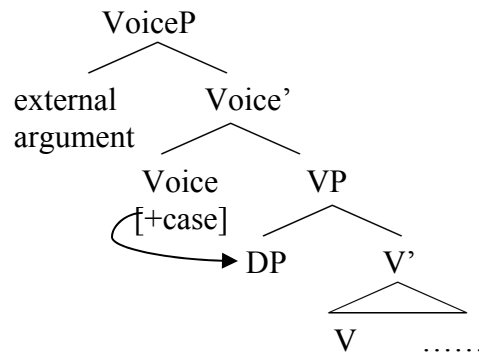 VoiceP
external Voice’
argument
Voice VP
[+case]
DP V’
V ......